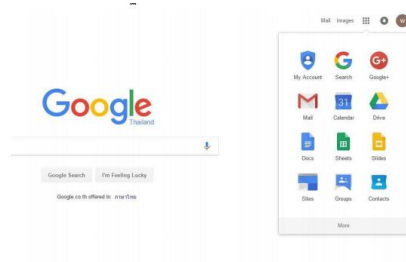 Mail Images W
Google
Thailand
Google Search I'm Feeling Lucky
Google.co.th offered in: ภาษาไทย
My Account Search Google+
Mail Calendar Drive
31
Docs Sheets Slides
Sites Groups Contacts
More